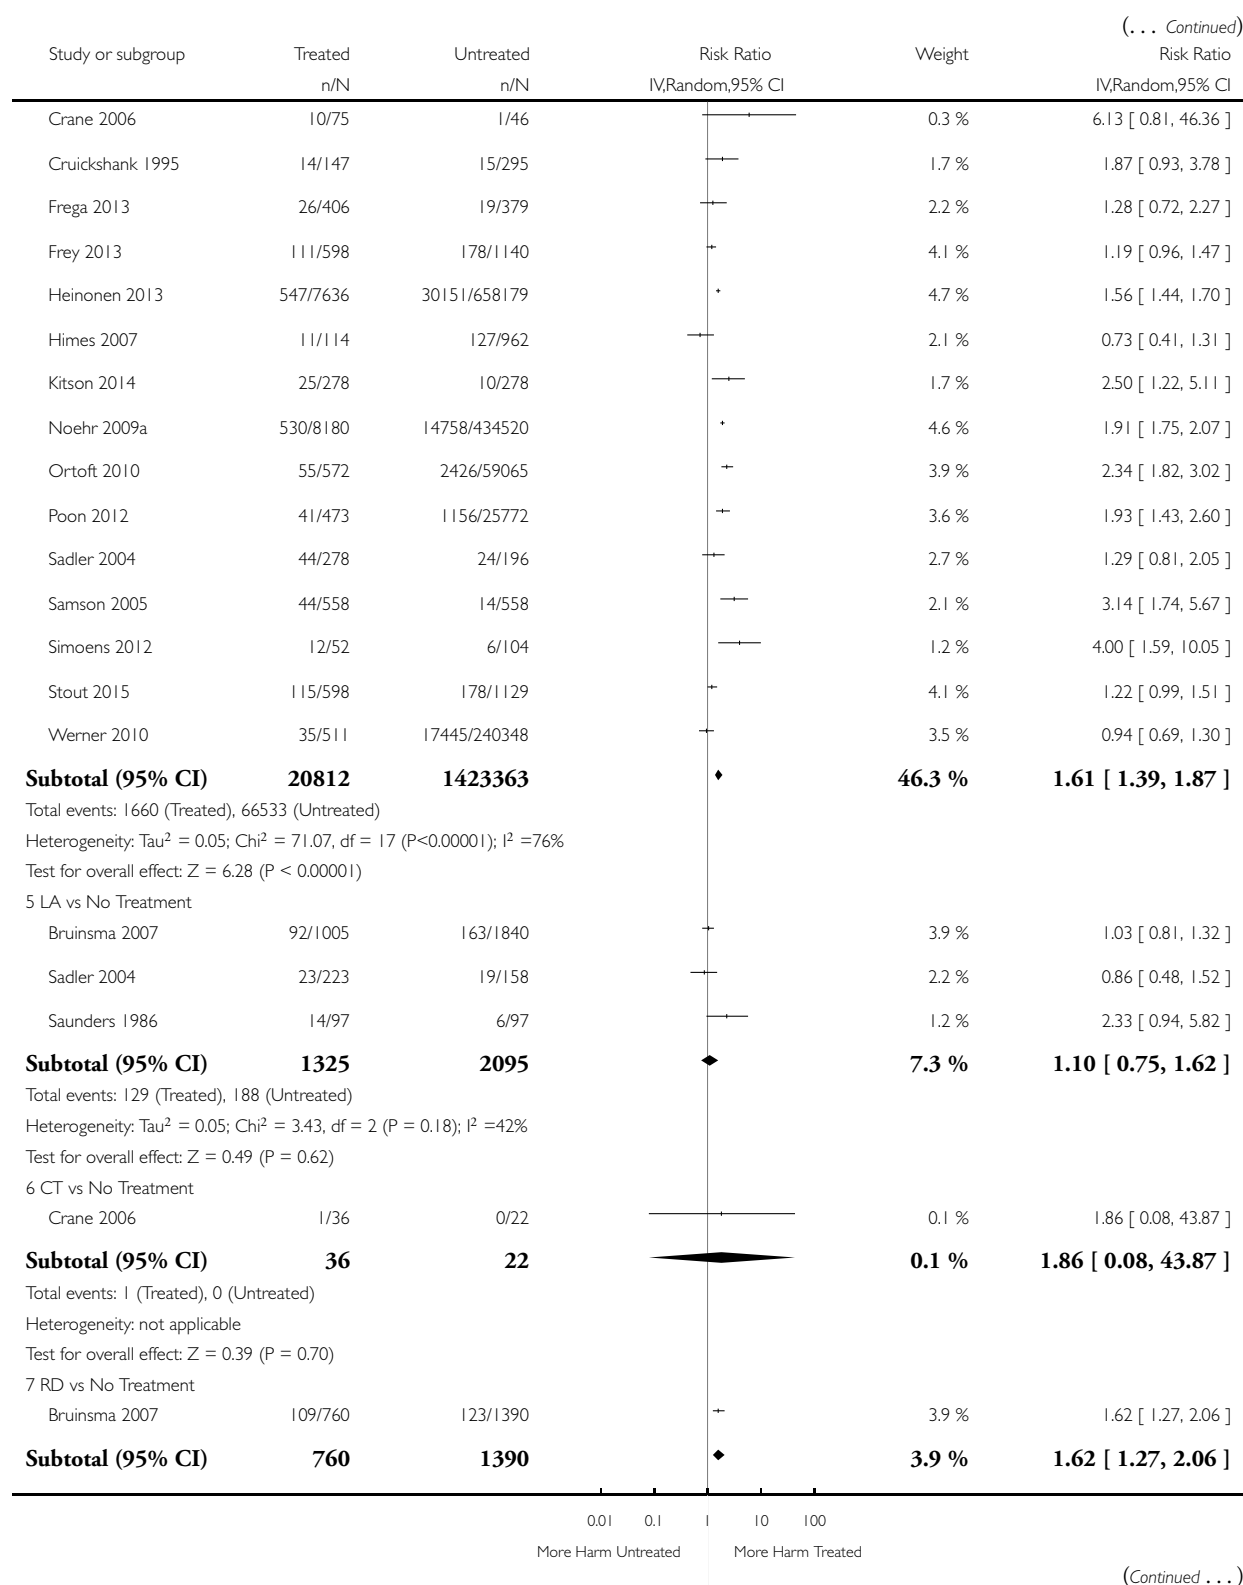 (. . . Continued)
Study or subgroup Treated Untreated Risk Ratio Weight Risk Ratio
n/N n/N IV,Random,95% CI IV,Random,95% CI
Crane 2006 10/75 1/46 0.3 % 6.13 [ 0.81, 46.36 ]
Cruickshank 1995 14/147 15/295 1.7 % 1.87 [ 0.93, 3.78 ]
Frega 2013 26/406 19/379 2.2 % 1.28 [ 0.72, 2.27 ]
Frey 2013 111/598 178/1140 4.1 % 1.19 [ 0.96, 1.47 ]
Heinonen 2013 547/7636 30151/658179 4.7 % 1.56 [ 1.44, 1.70 ]
Himes 2007 11/114 127/962 2.1 % 0.73 [ 0.41, 1.31 ]
Kitson 2014 25/278 10/278 1.7 % 2.50 [ 1.22, 5.11 ]
Noehr 2009a 530/8180 14758/434520 4.6 % 1.91 [ 1.75, 2.07 ]
Ortoft 2010 55/572 2426/59065 3.9 % 2.34 [ 1.82, 3.02 ]
Poon 2012 41/473 1156/25772 3.6 % 1.93 [ 1.43, 2.60 ]
Sadler 2004 44/278 24/196 2.7 % 1.29 [ 0.81, 2.05 ]
Samson 2005 44/558 14/558 2.1 % 3.14 [ 1.74, 5.67 ]
Simoens 2012 12/52 6/104 1.2 % 4.00 [ 1.59, 10.05 ]
Stout 2015 115/598 178/1129 4.1 % 1.22 [ 0.99, 1.51 ]
Werner 2010 35/511 17445/240348 3.5 % 0.94 [ 0.69, 1.30 ]
Subtotal (95% CI) 20812 1423363 46.3 % 1.61 [ 1.39, 1.87 ]
Total events: 1660 (Treated), 66533 (Untreated)
Heterogeneity: Tau² = 0.05; Chi² = 71.07, df = 17 (P<0.00001); I² =76%
Test for overall effect: Z = 6.28 (P < 0.00001)
5 LA vs No Treatment
Bruinsma 2007 92/1005 163/1840 3.9 % 1.03 [ 0.81, 1.32 ]
Sadler 2004 23/223 19/158 2.2 % 0.86 [ 0.48, 1.52 ]
Saunders 1986 14/97 6/97 1.2 % 2.33 [ 0.94, 5.82 ]
Subtotal (95% CI) 1325 2095 7.3 % 1.10 [ 0.75, 1.62 ]
Total events: 129 (Treated), 188 (Untreated)
Heterogeneity: Tau² = 0.05; Chi² = 3.43, df = 2 (P = 0.18); I² =42%
Test for overall effect: Z = 0.49 (P = 0.62)
6 CT vs No Treatment
Crane 2006 1/36 0/22 0.1 % 1.86 [ 0.08, 43.87 ]
Subtotal (95% CI) 36 22 0.1 % 1.86 [ 0.08, 43.87 ]
Total events: 1 (Treated), 0 (Untreated)
Heterogeneity: not applicable
Test for overall effect: Z = 0.39 (P = 0.70)
7 RD vs No Treatment
Bruinsma 2007 109/760 123/1390 3.9 % 1.62 [ 1.27, 2.06 ]
Subtotal (95% CI) 760 1390 3.9 % 1.62 [ 1.27, 2.06 ]
0.01 0.1 1 10 100
More Harm Untreated More Harm Treated
(Continued . . . )